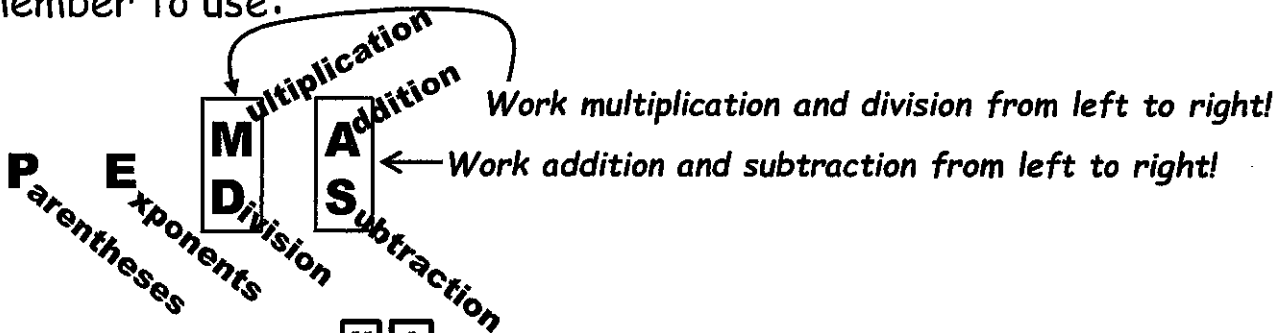 member to use:
Multiplication
Addition
Work multiplication and division from left to right!
Work addition and subtraction from left to right!
Parentheses
Exponents
Division
Subtraction